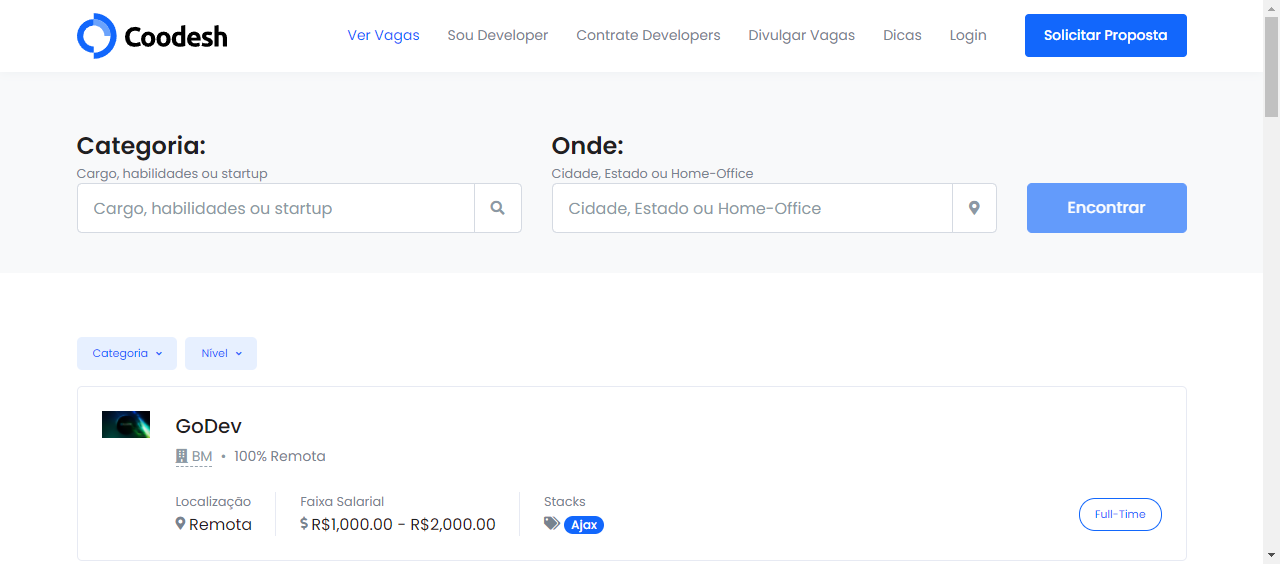 Coodesh
Ver Vagas Sou Developer Contrate Developers Divulgar Vagas Dicas Login Solicitar Proposta
Categoria:
Cargo, habilidades ou startup
Cargo, habilidades ou startup
Onde:
Cidade, Estado ou Home-Office
Cidade, Estado ou Home-Office
Encontrar
Categoria Nível
GoDev
BM • 100% Remota
Localização
Remota
Faixa Salarial
R$1,000.00 - R$2,000.00
Stacks
Ajax
Full-Time